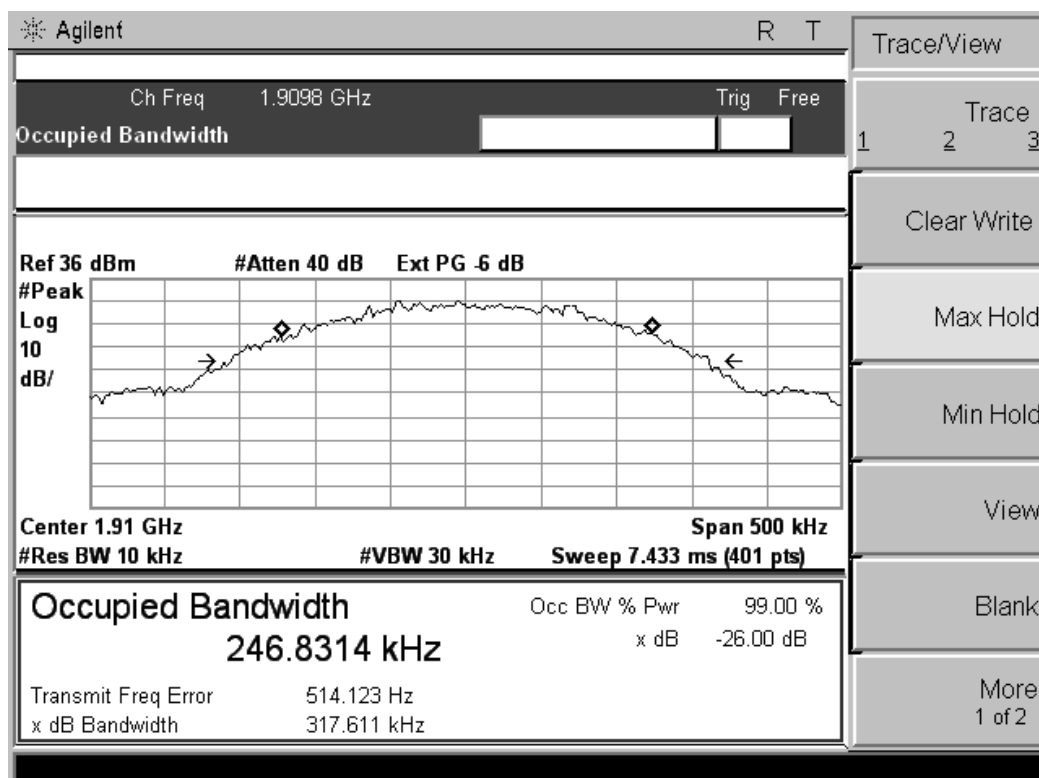 Agilent R T
Trace/View
Ch Freq 1.9098 GHz Trig Free
Occupied Bandwidth
Trace
1 2 3
Clear Write
Ref 36 dBm #Atten 40 dB Ext PG -6 dB
#Peak
Log
10
dB/
Max Hold
Min Hold
View
Center 1.91 GHz Span 500 kHz
#Res BW 10 kHz #VBW 30 kHz Sweep 7.433 ms (401 pts)
Occupied Bandwidth Occ BW % Pwr 99.00 %
246.8314 kHz x dB -26.00 dB
Blank
Transmit Freq Error 514.123 Hz
x dB Bandwidth 317.611 kHz
More
1 of 2